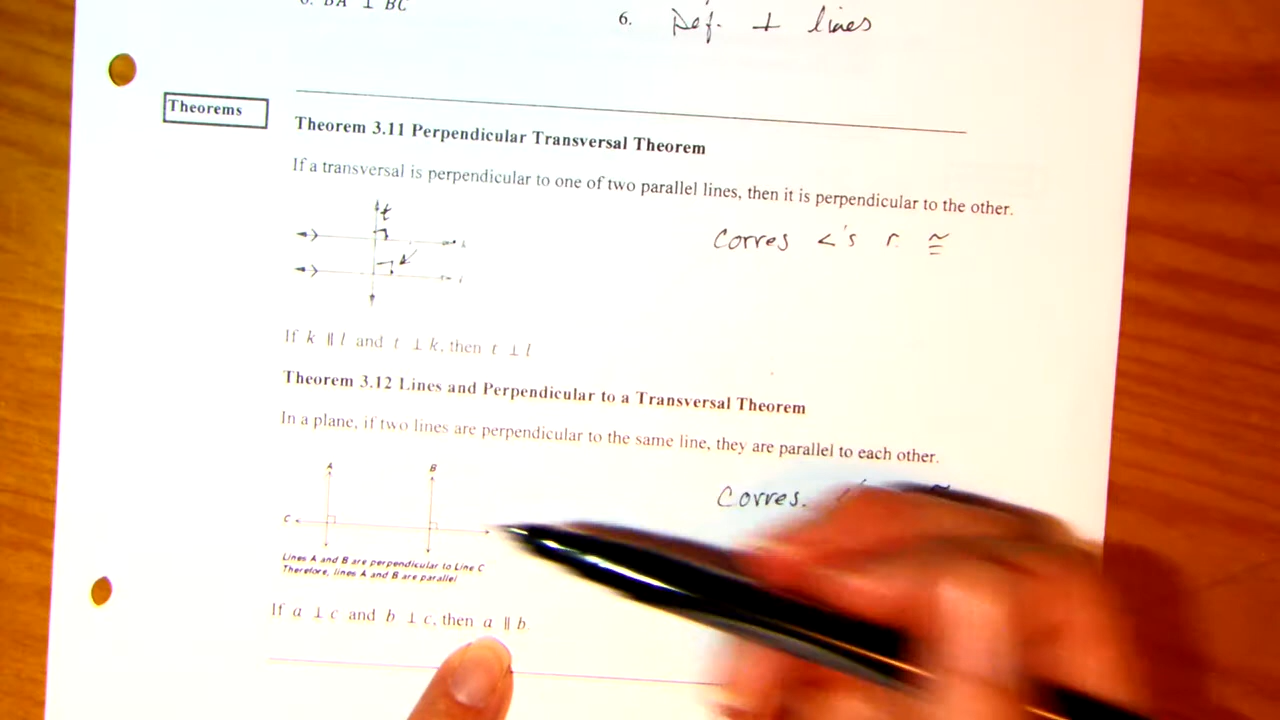 BA ⊥ BC
6. Def. ⊥ lines
Theorems
Theorem 3.11 Perpendicular Transversal Theorem
If a transversal is perpendicular to one of two parallel lines, then it is perpendicular to the other.
t
Corres <'s r ≅
If k ∥ l and t ⊥ k, then t ⊥ l
Theorem 3.12 Lines and Perpendicular to a Transversal Theorem
In a plane, if two lines are perpendicular to the same line, they are parallel to each other.
A B
Corres.
C
Lines A and B are perpendicular to Line C
Therefore, lines A and B are parallel
If a ⊥ c and b ⊥ c, then a ∥ b.